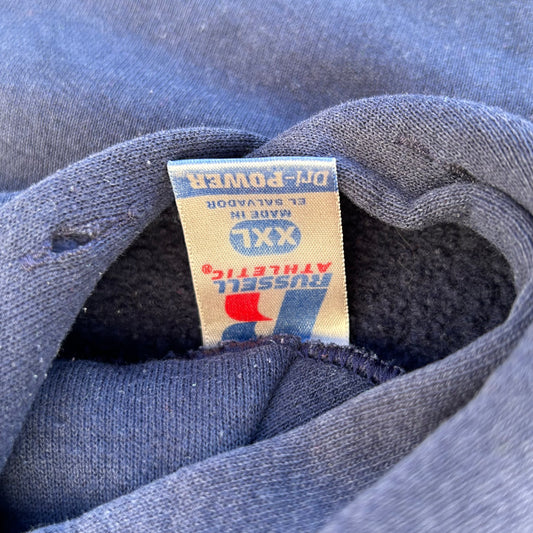 RUSSELL
ATHLETIC®
XXL
MADE IN
EL SALVADOR
Dri-POWER